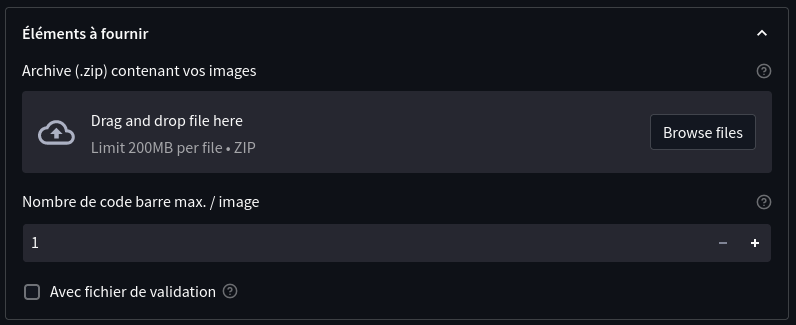 Éléments à fournir
Archive (.zip) contenant vos images
Drag and drop file here
Limit 200MB per file • ZIP
Browse files
Nombre de code barre max. / image
1
Avec fichier de validation